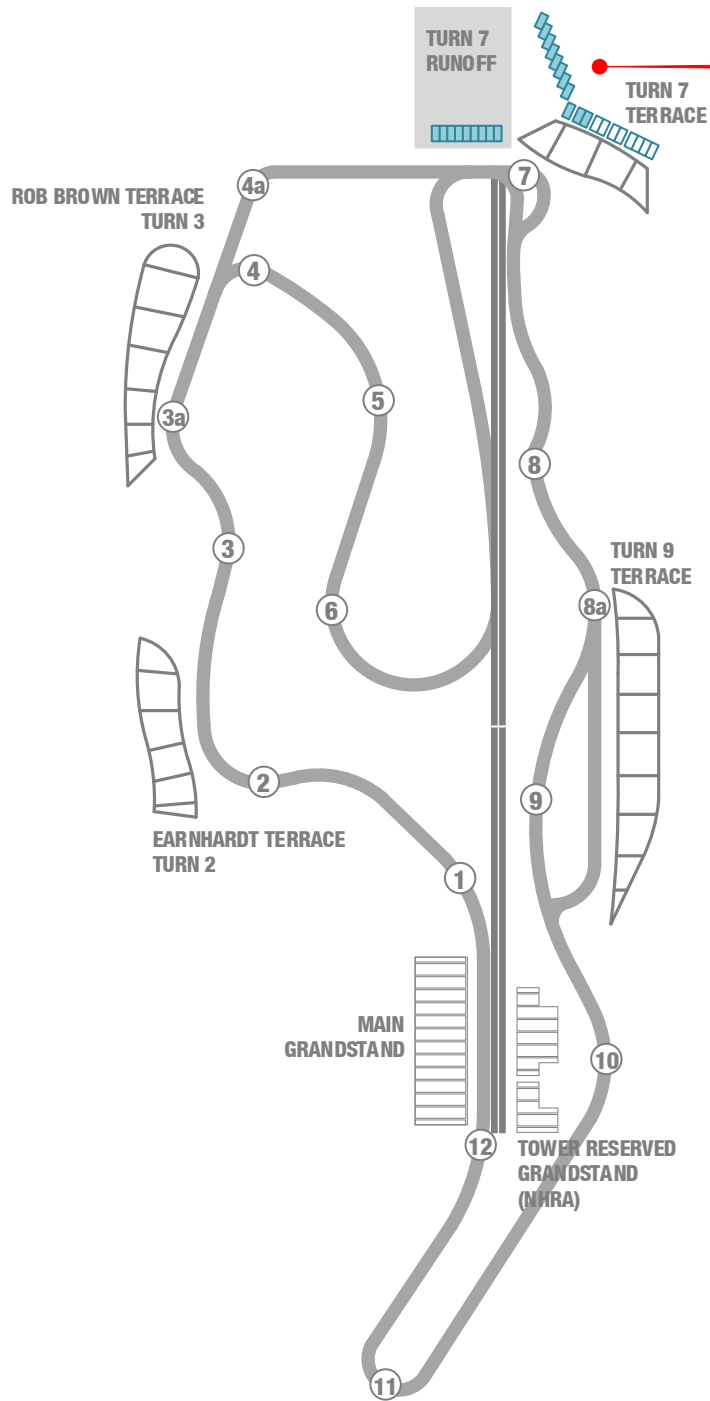 TURN 7
RUNOFF
TURN 7
TERRACE
7
4a
ROB BROWN TERRACE
TURN 3
4
5
3a
8
3
TURN 9
TERRACE
8a
6
2
9
EARNHARDT TERRACE
TURN 2
1
MAIN
GRANDSTAND
10
12
TOWER RESERVED
GRANDSTAND
(NHRA)
11